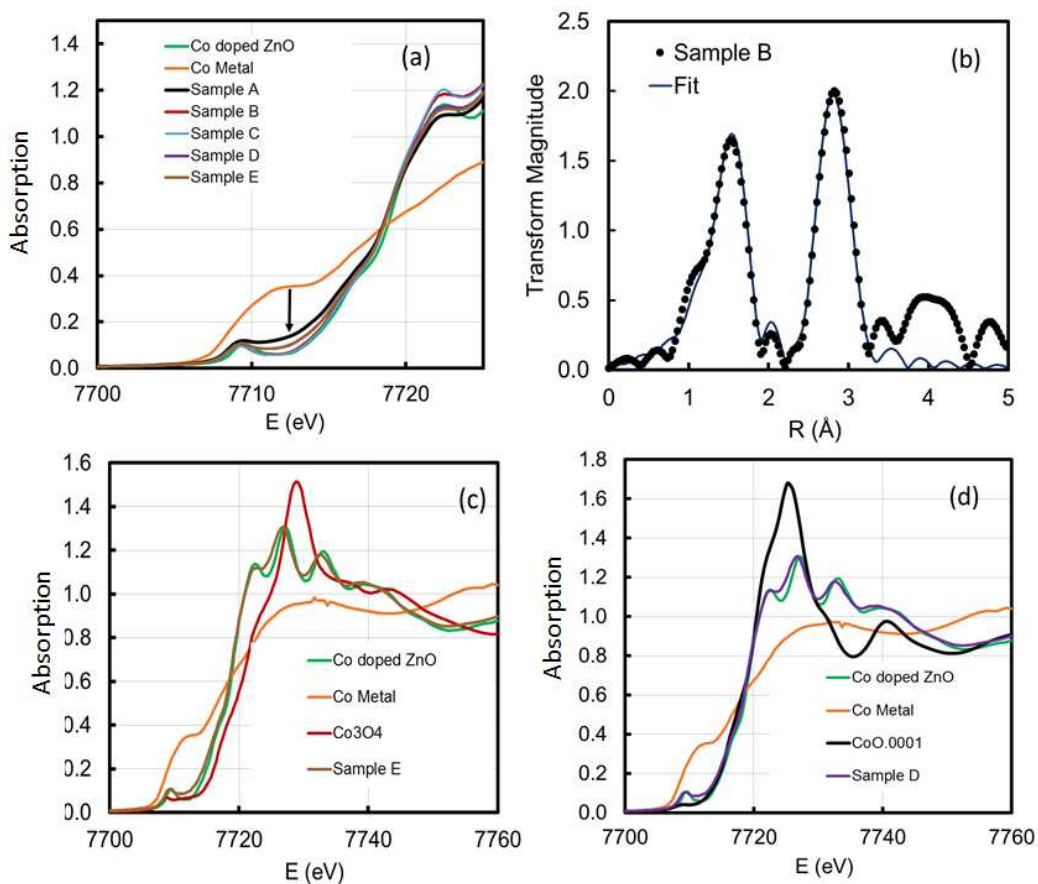 (a)
Absorption
1.4
1.2
1.0
0.8
0.6
0.4
0.2
0.0
7700
7710
7720
E (eV)
Co doped ZnO
Co Metal
Sample A
Sample B
Sample C
Sample D
Sample E
(b)
Transform Magnitude
2.5
2.0
1.5
1.0
0.5
0.0
0 1 2 3 4 5
R (Å)
Sample B
Fit
(c)
Absorption
1.6
1.4
1.2
1.0
0.8
0.6
0.4
0.2
0.0
7700
7720
7740
7760
E (eV)
Co doped ZnO
Co Metal
Co3O4
Sample E
(d)
Absorption
1.8
1.6
1.4
1.2
1.0
0.8
0.6
0.4
0.2
0.0
7700
7720
7740
7760
E (eV)
Co doped ZnO
Co Metal
CoO.0001
Sample D